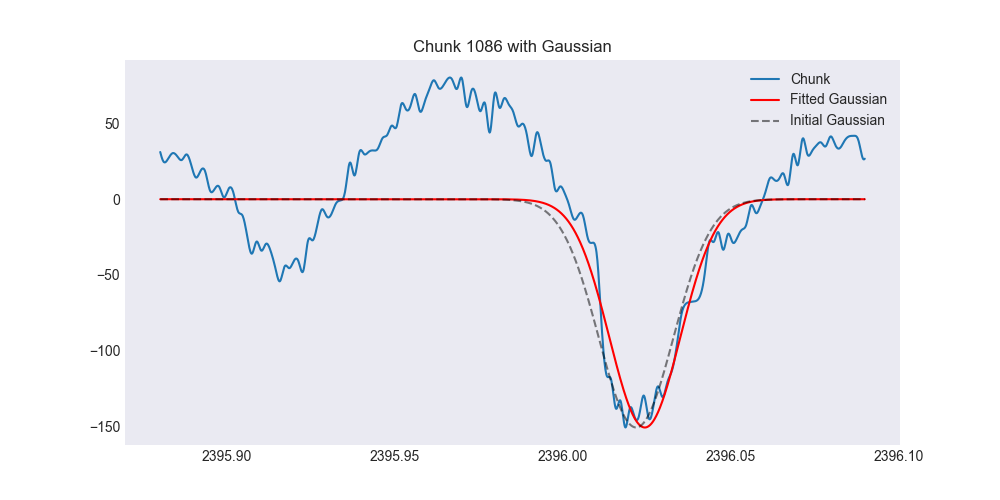 Chunk 1086 with Gaussian
Chunk
Fitted Gaussian
Initial Gaussian
50
0
−50
−100
−150
2395.90 2395.95 2396.00 2396.05 2396.10